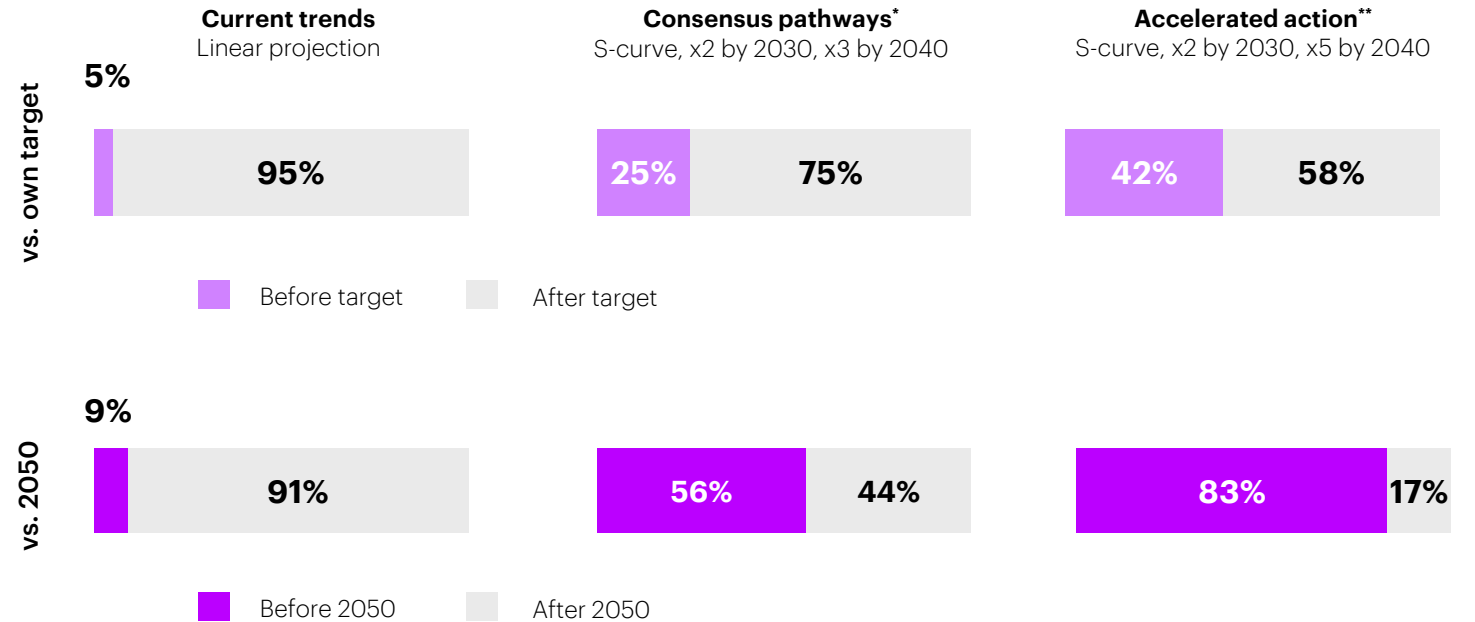 Current trends
Linear projection
Consensus pathways*
S-curve, x2 by 2030, x3 by 2040
Accelerated action**
S-curve, x2 by 2030, x5 by 2040
vs. own target
5%
95%
25%
75%
42%
58%
Before target
After target
vs. 2050
9%
91%
56%
44%
83%
17%
Before 2050
After 2050